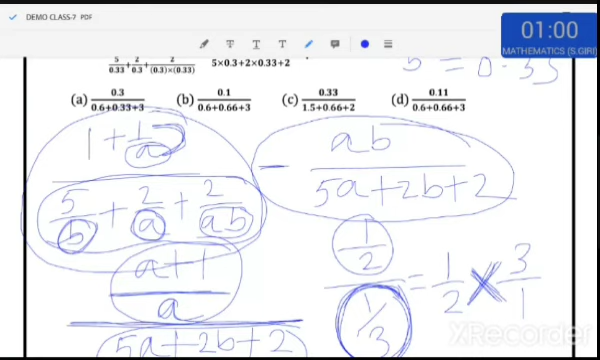 DEMO CLASS-7 PDF
01:00
MATHEMATICS (S.GIRI)
5/0.33 + 2/0.3 + 2/(0.3)×(0.33) 5×0.3+2×0.33+2
5 = 0.33
(a) 0.3/0.6+0.33+3 (b) 0.1/0.6+0.66+3 (c) 0.33/1.5+0.66+2 (d) 0.11/0.6+0.66+3
1 + 1/a
5/b + 2/a + 2/ab
- ab/5a+2b+2
a+1/a
5a+2b+2
1/2 / 1/3 = 1/2 × 3/1
XRecorder